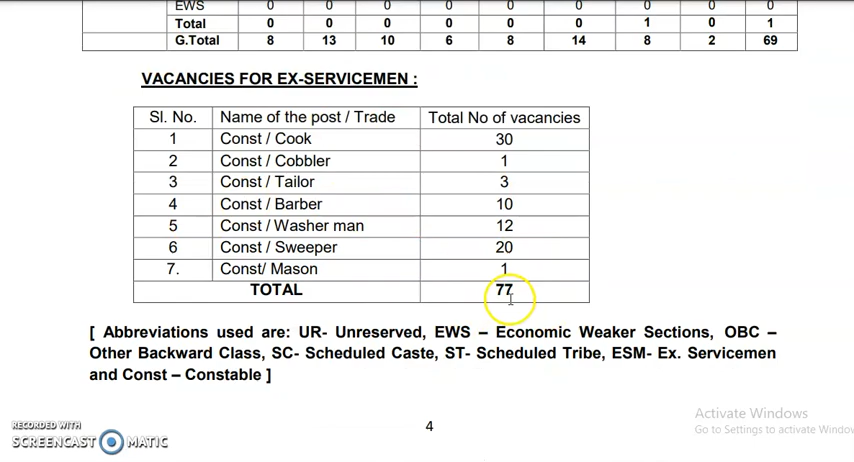 EWS 0 0 0 0 0 0 0 0 0
Total 0 0 0 0 0 0 1 0 1
G.Total 8 13 10 6 8 14 8 2 69
VACANCIES FOR EX-SERVICEMEN :
Sl. No. Name of the post / Trade Total No of vacancies
1 Const / Cook 30
2 Const / Cobbler 1
3 Const / Tailor 3
4 Const / Barber 10
5 Const / Washer man 12
6 Const / Sweeper 20
7. Const/ Mason 1
TOTAL 77
[ Abbreviations used are: UR- Unreserved, EWS – Economic Weaker Sections, OBC –
Other Backward Class, SC- Scheduled Caste, ST- Scheduled Tribe, ESM- Ex. Servicemen
and Const – Constable ]
4
Activate Windows
Go to Settings to activate Windows
RECORDED WITH
SCREENCAST MATIC